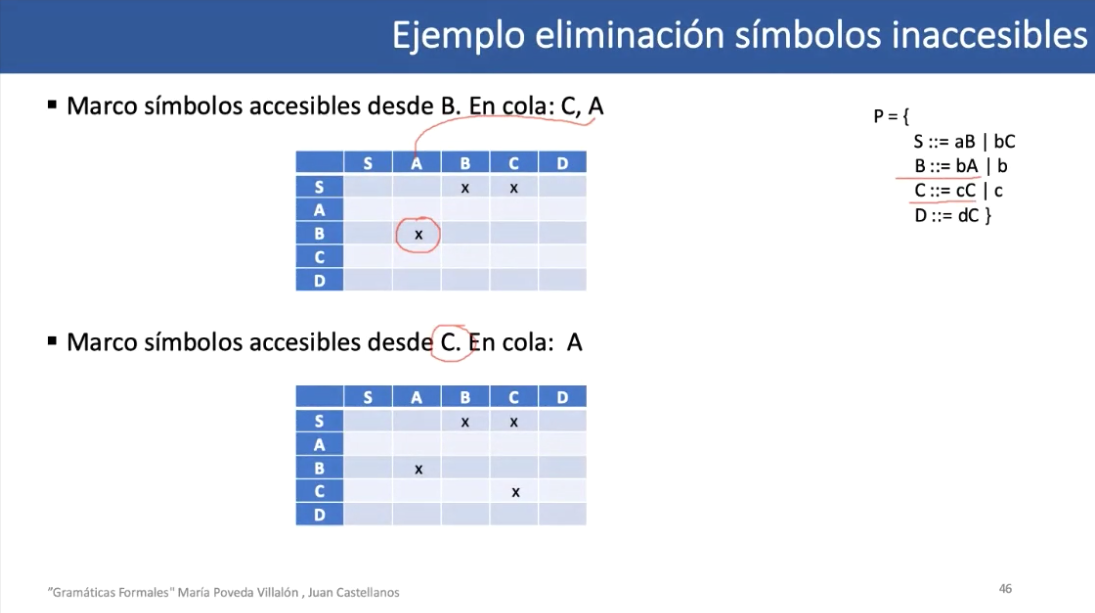 Ejemplo eliminación símbolos inaccesibles
▪ Marco símbolos accesibles desde B. En cola: C, A
S A B C D
S x x
A
B x
C
D
P = {
S ::= aB | bC
B ::= bA | b
C ::= cC | c
D ::= dC }
▪ Marco símbolos accesibles desde C. En cola: A
S A B C D
S x x
A
B x
C x
D
"Gramáticas Formales" María Poveda Villalón , Juan Castellanos
46